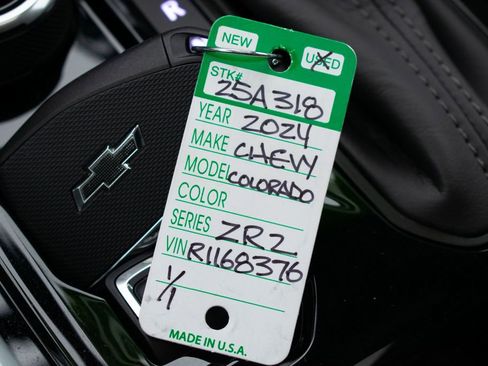 R
NEW USED
STK# 25A318
YEAR 2024
MAKE CHEVY
MODEL COLORADO
COLOR
SERIES ZR2
VIN R1168376
1/1
MADE IN U.S.A.